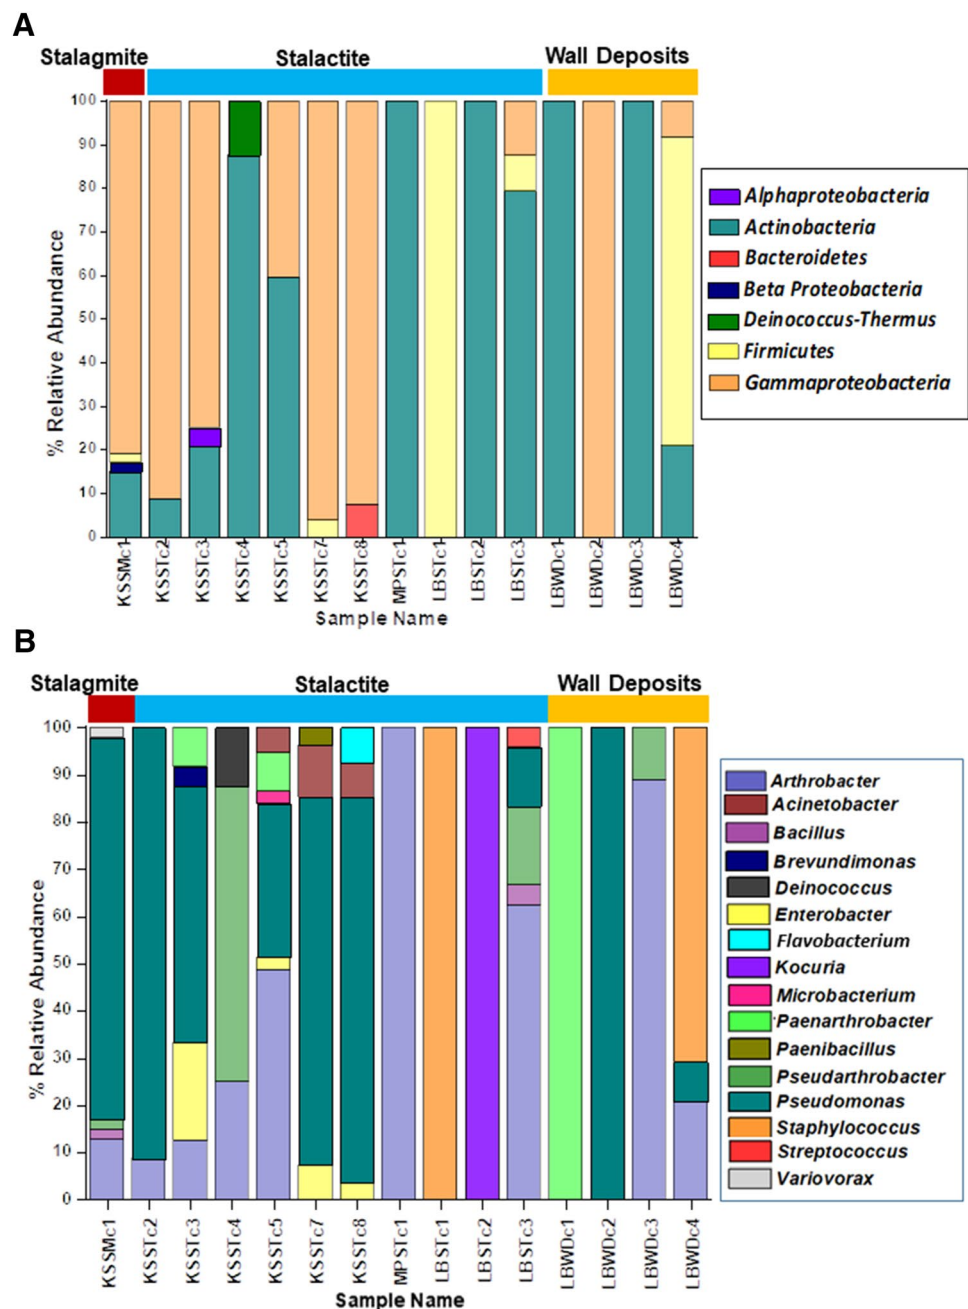 A
Stalagmite Stalactite Wall Deposits
100
90
80
70
60
50
40
30
20
10
0
% Relative Abundance
KSSMc1 KSSTc2 KSSTc3 KSSTc4 KSSTc5 KSSTc7 KSSTc8 MPSTc1 LBSTc1 LBSTc2 LBSTc3 LBWDc1 LBWDc2 LBWDc3 LBWDc4
Sample Name
Alphaproteobacteria
Actinobacteria
Bacteroidetes
Beta Proteobacteria
Deinococcus-Thermus
Firmicutes
Gammaproteobacteria
B
Stalagmite Stalactite Wall Deposits
100
90
80
70
60
50
40
30
20
10
0
% Relative Abundance
KSSMc1 KSSTc2 KSSTc3 KSSTc4 KSSTc5 KSSTc7 KSSTc8 MPSTc1 LBSTc1 LBSTc2 LBSTc3 LBWDc1 LBWDc2 LBWDc3 LBWDc4
Sample Name
Arthrobacter
Acinetobacter
Bacillus
Brevundimonas
Deinococcus
Enterobacter
Flavobacterium
Kocuria
Microbacterium
Paenarthrobacter
Paenibacillus
Pseudarthrobacter
Pseudomonas
Staphylococcus
Streptococcus
Variovorax